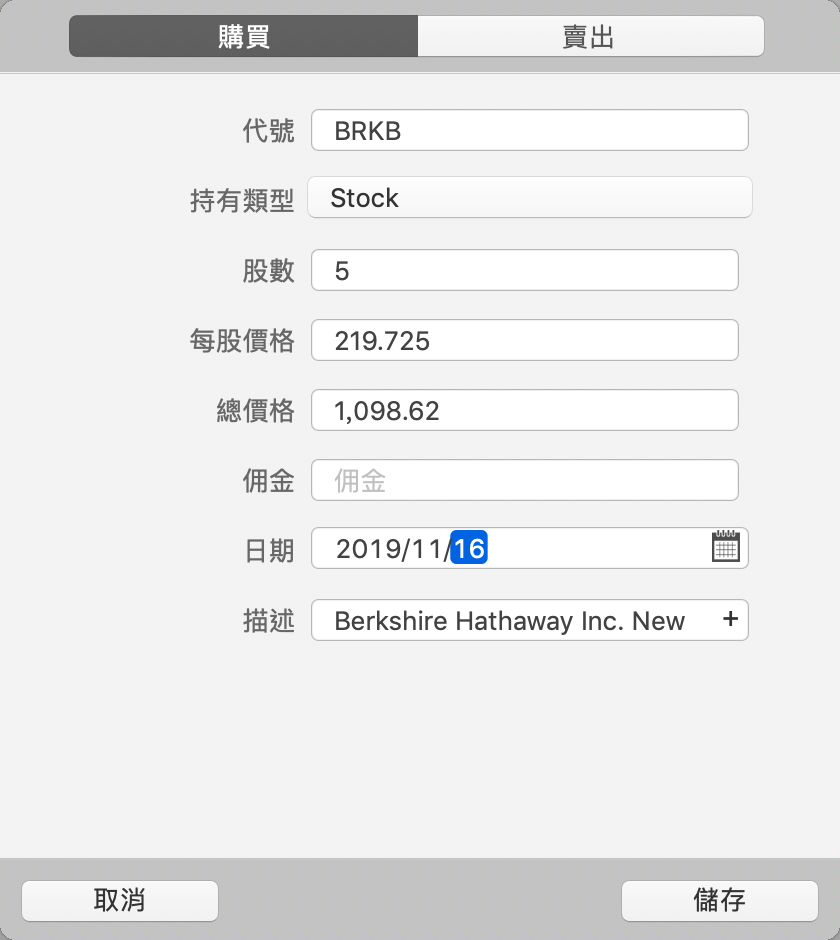 購買 賣出
代號 BRKB
持有類型 Stock
股數 5
每股價格 219.725
總價格 1,098.62
佣金 佣金
日期 2019/11/16
描述 Berkshire Hathaway Inc. New +
取消 儲存